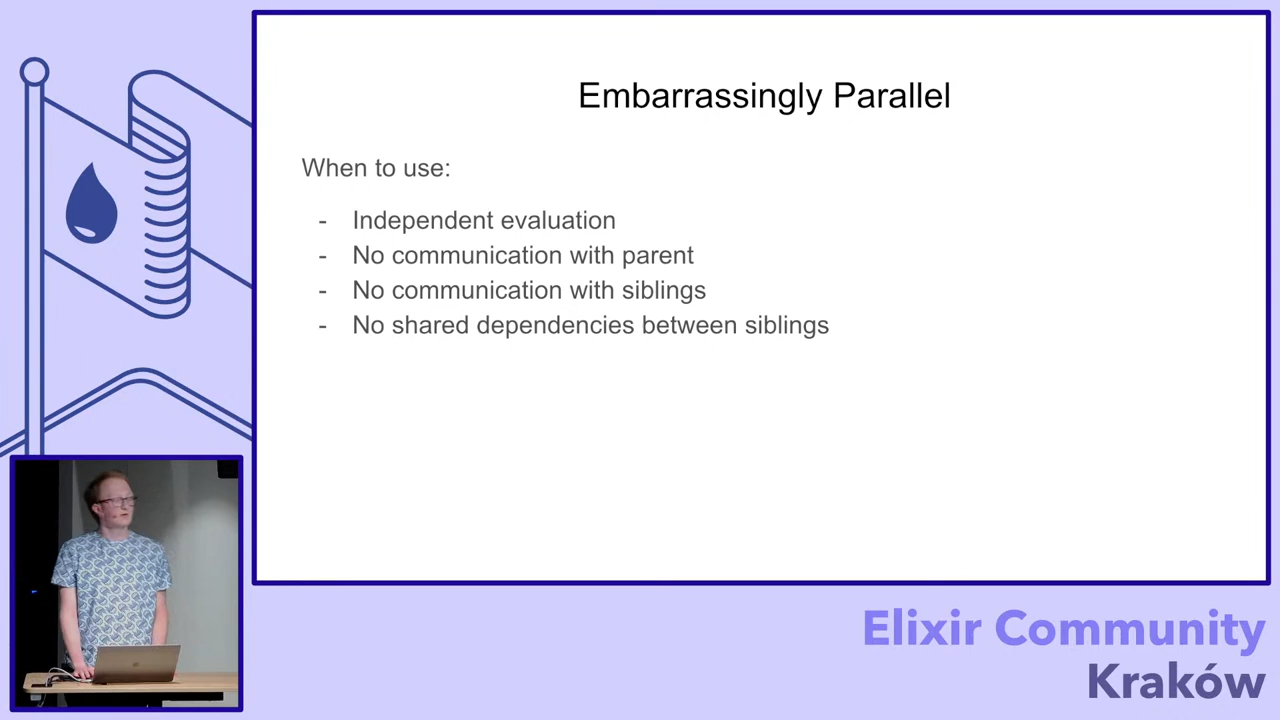 Embarrassingly Parallel
When to use:
- Independent evaluation
- No communication with parent
- No communication with siblings
- No shared dependencies between siblings
Elixir Community
Kraków